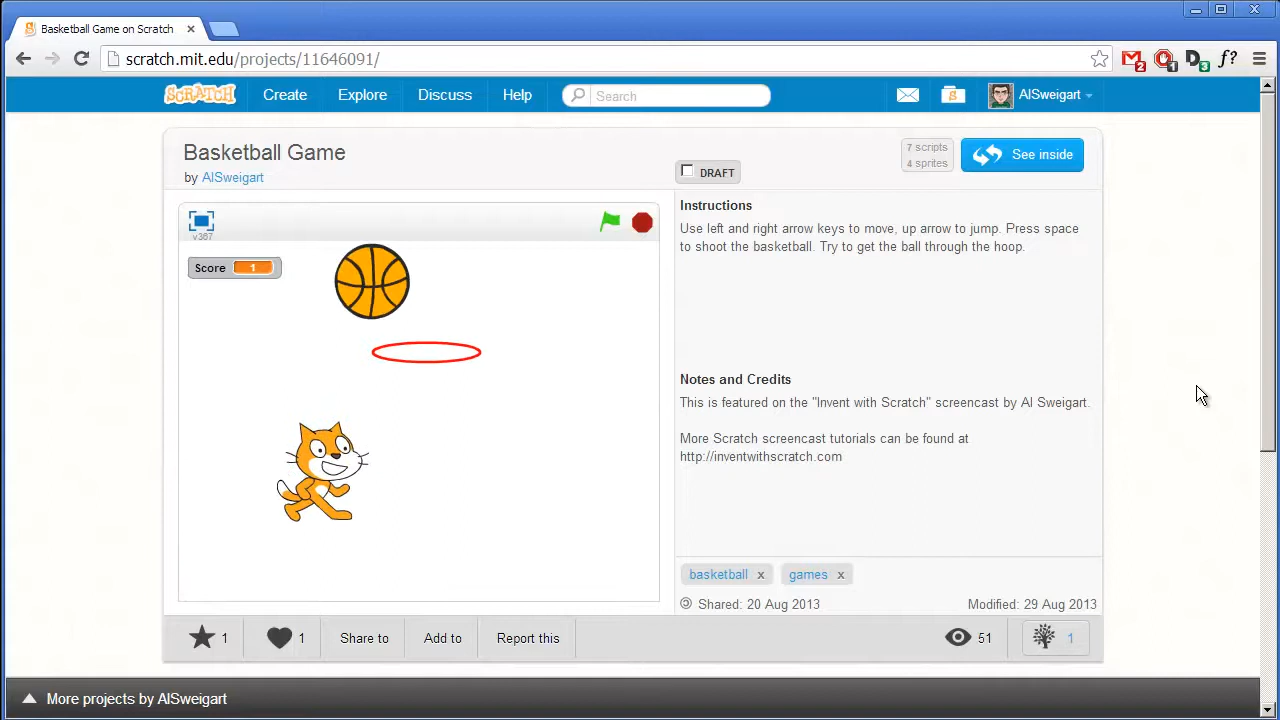 Basketball Game on Scratch
scratch.mit.edu/projects/11646091/
2 1 D 3 f?
SCRATCH Create Explore Discuss Help Search AlSweigart
Basketball Game
by AlSweigart
DRAFT
7 scripts
4 sprites
See inside
v387
Score 1
Instructions
Use left and right arrow keys to move, up arrow to jump. Press space
to shoot the basketball. Try to get the ball through the hoop.
Notes and Credits
This is featured on the "Invent with Scratch" screencast by Al Sweigart.
More Scratch screencast tutorials can be found at
http://inventwithscratch.com
basketball x games x
Shared: 20 Aug 2013 Modified: 29 Aug 2013
1 1 Share to Add to Report this 51 1
More projects by AlSweigart